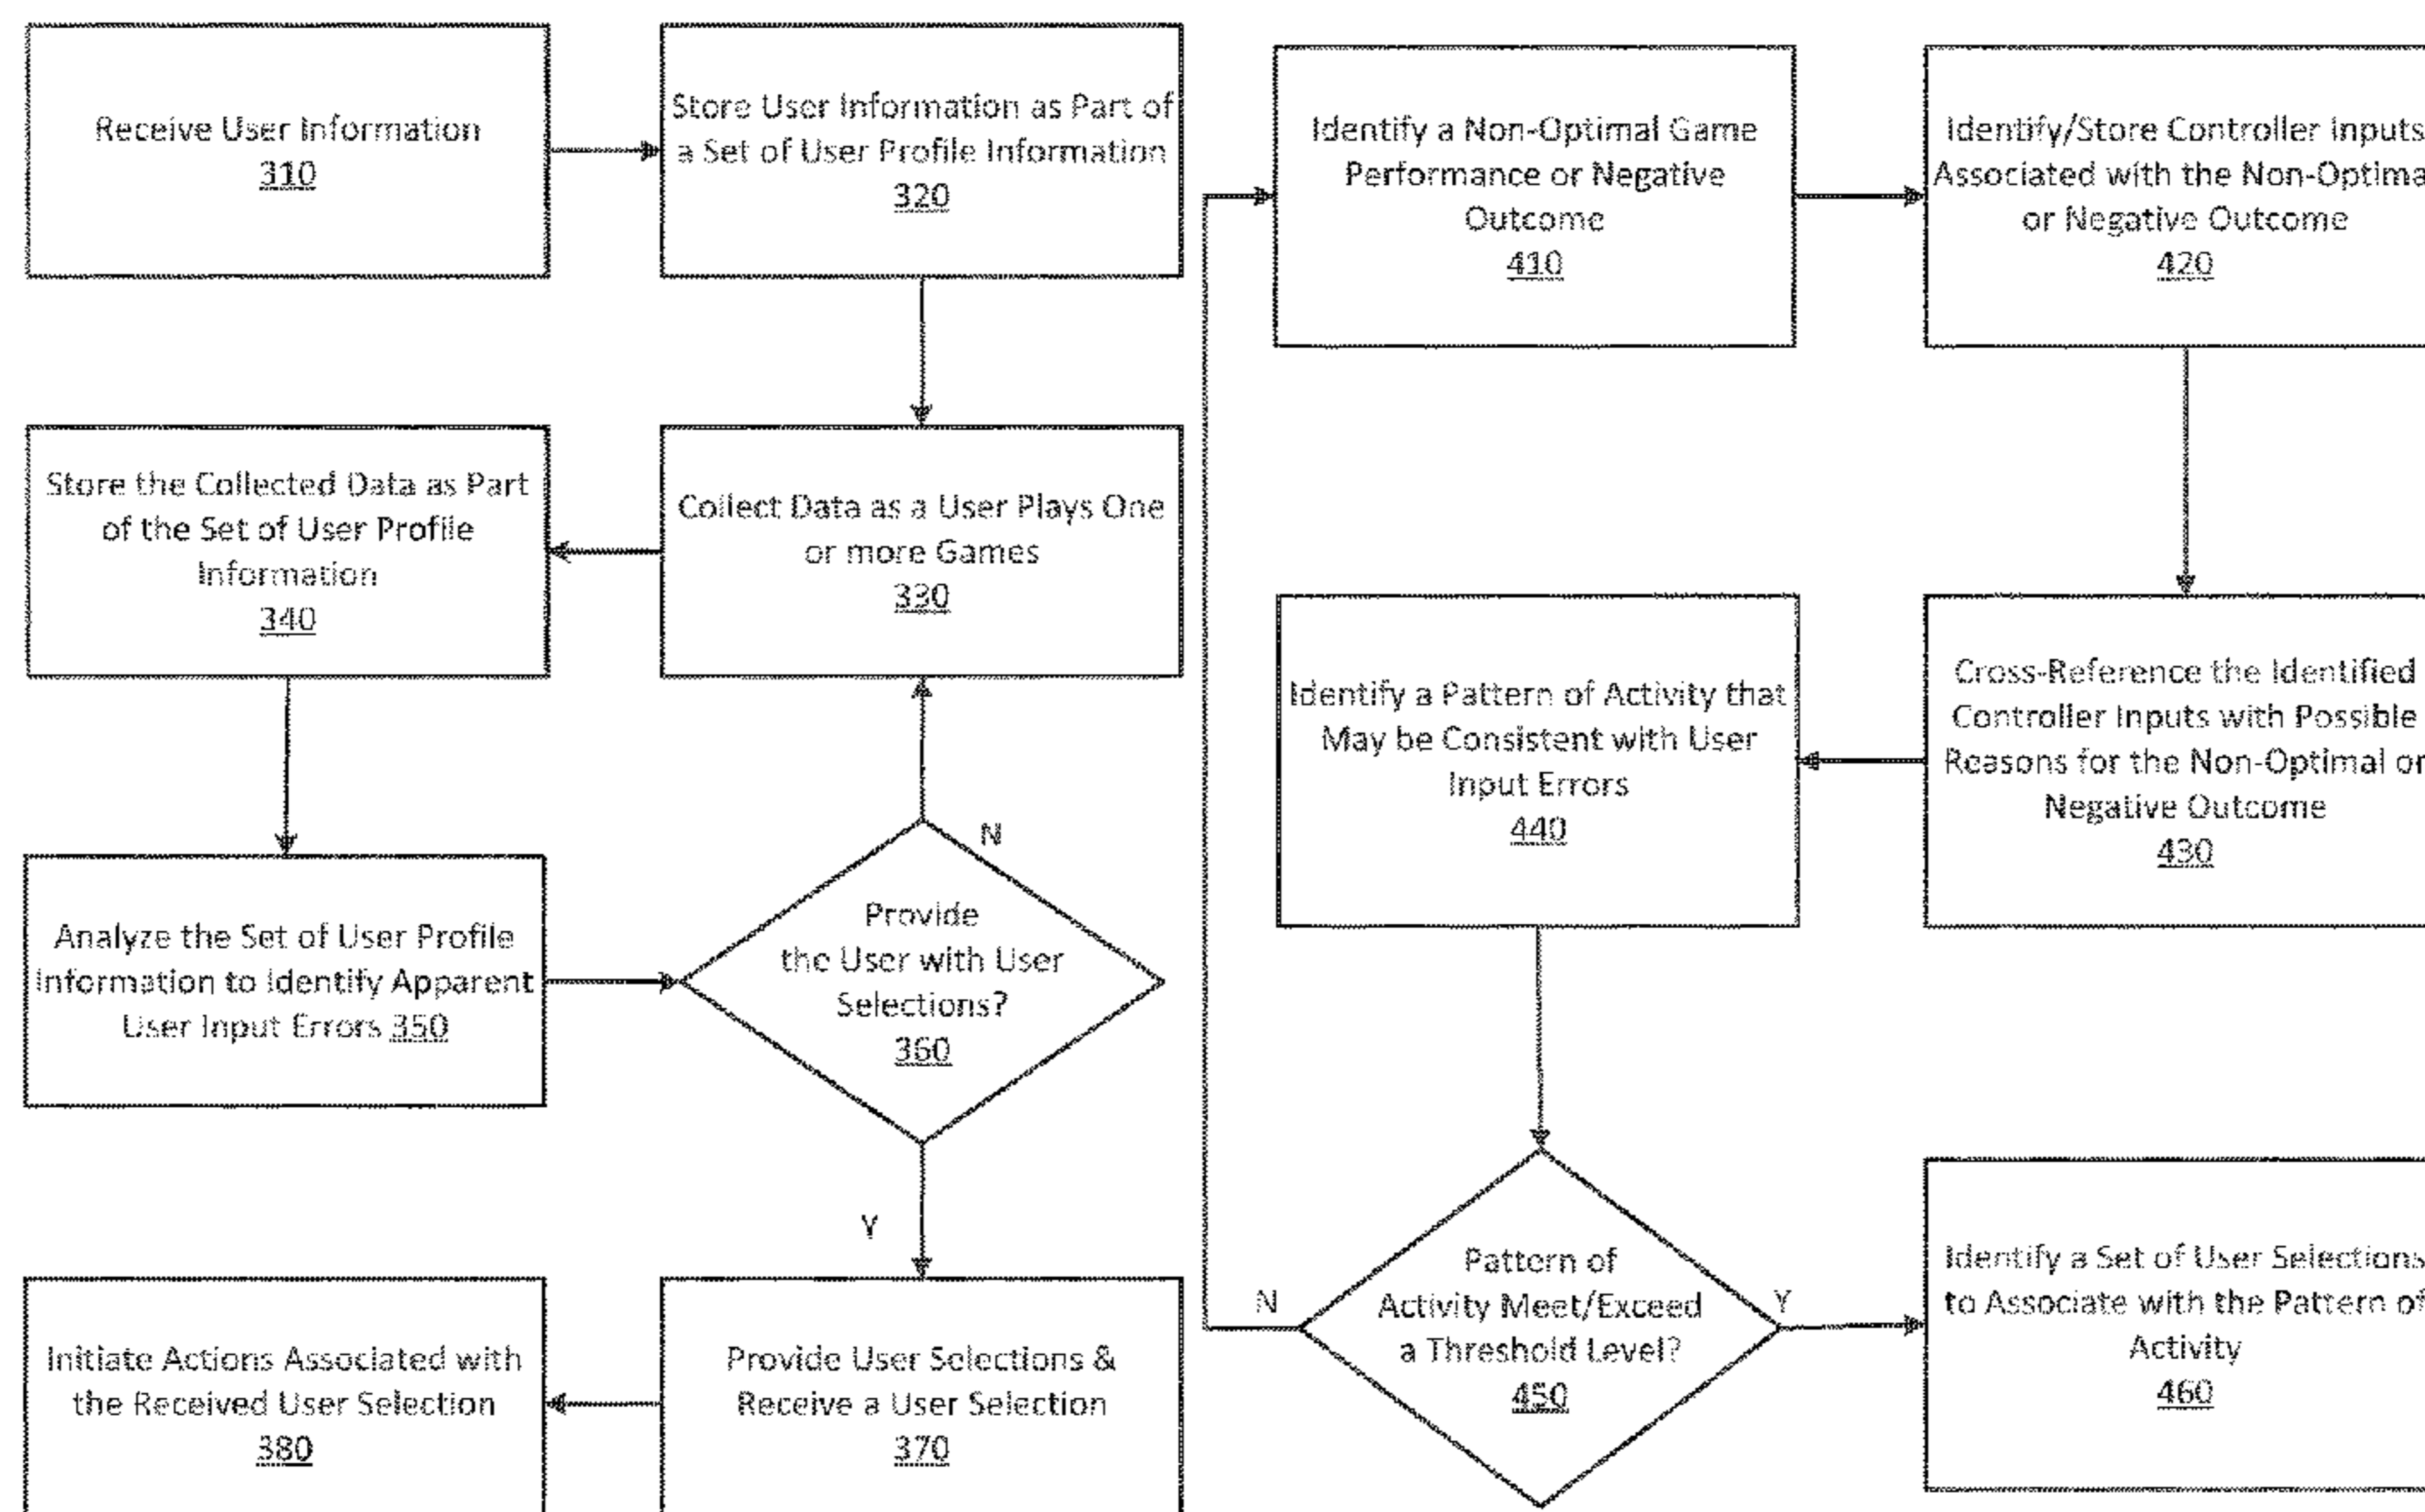 Receive User Information
310
Store User Information as Part of
a Set of User Profile Information
320
Store the Collected Data as Part
of the Set of User Profile
Information
340
Collect Data as a User Plays One
or more Games
330
Analyze the Set of User Profile
Information to Identify Apparent
User Input Errors 350
N
Provide
the User with User
Selections?
360
Y
Initiate Actions Associated with
the Received User Selection
380
Provide User Selections &
Receive a User Selection
370
Identify a Non-Optimal Game
Performance or Negative
Outcome
410
Identify/Store Controller Inputs
Associated with the Non-Optima
or Negative Outcome
420
Identify a Pattern of Activity that
May be Consistent with User
Input Errors
440
Cross-Reference the Identified
Controller Inputs with Possible
Reasons for the Non-Optimal or
Negative Outcome
430
N
Pattern of
Activity Meet/Exceed
a Threshold Level?
450
Y
Identify a Set of User Selections
to Associate with the Pattern of
Activity
460